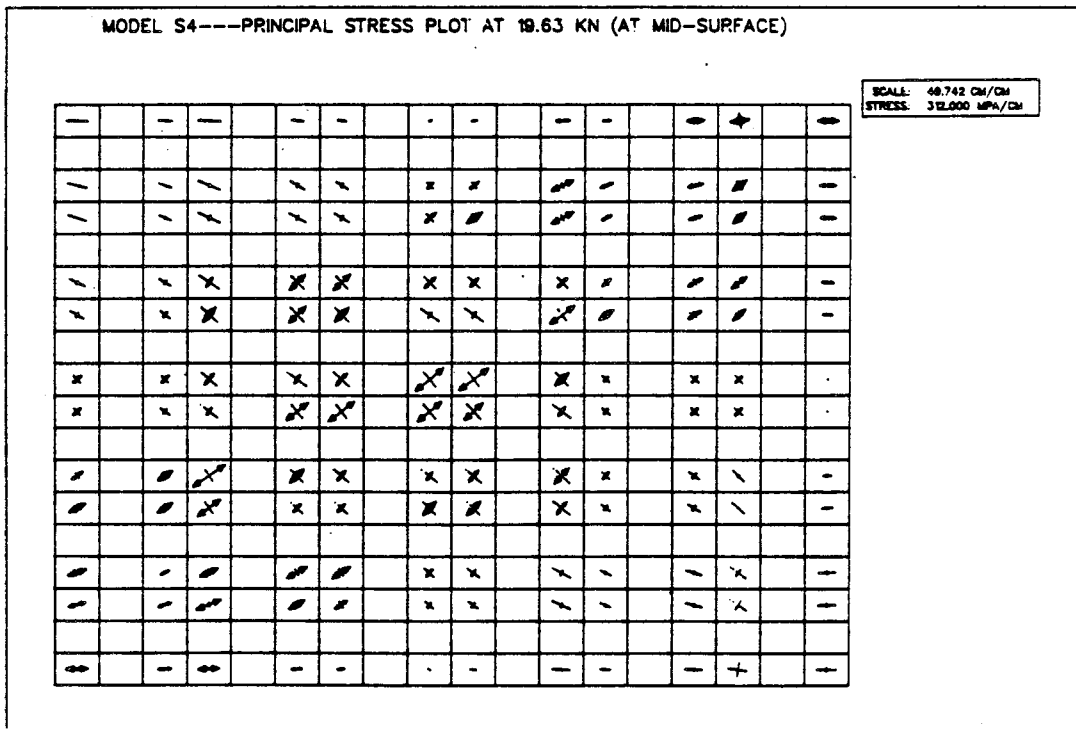 MODEL S4---PRINCIPAL STRESS PLOT AT 19.63 KN (AT MID-SURFACE)
SCALE: 49.742 CM/CM
STRESS: 312.000 MPA/CM